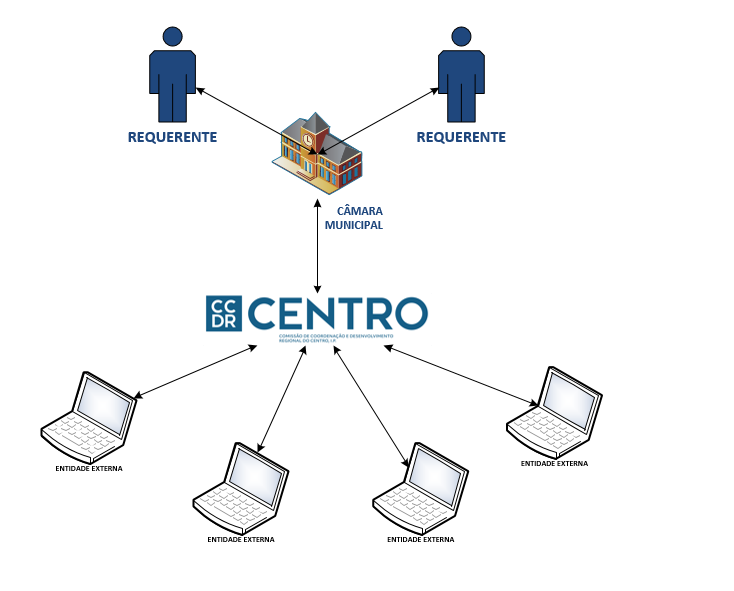 REQUERENTE
REQUERENTE
CÂMARA
MUNICIPAL
CC
DR
CENTRO
COMISSÃO DE COORDENAÇÃO E DESENVOLVIMENTO
REGIONAL DO CENTRO, I.P.
ENTIDADE EXTERNA
ENTIDADE EXTERNA
ENTIDADE EXTERNA
ENTIDADE EXTERNA